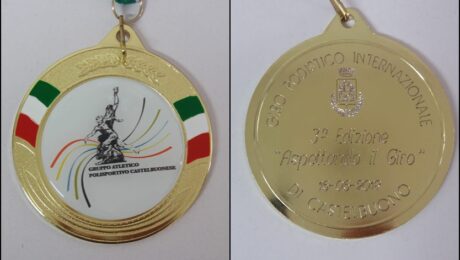 GRUPPO ATLETICO
POLISPORTIVO CASTELBUONESE
GIRO PODISTICO INTERNAZIONALE
3ª Edizione
"Aspettando il Giro"
DI CASTELBUONO